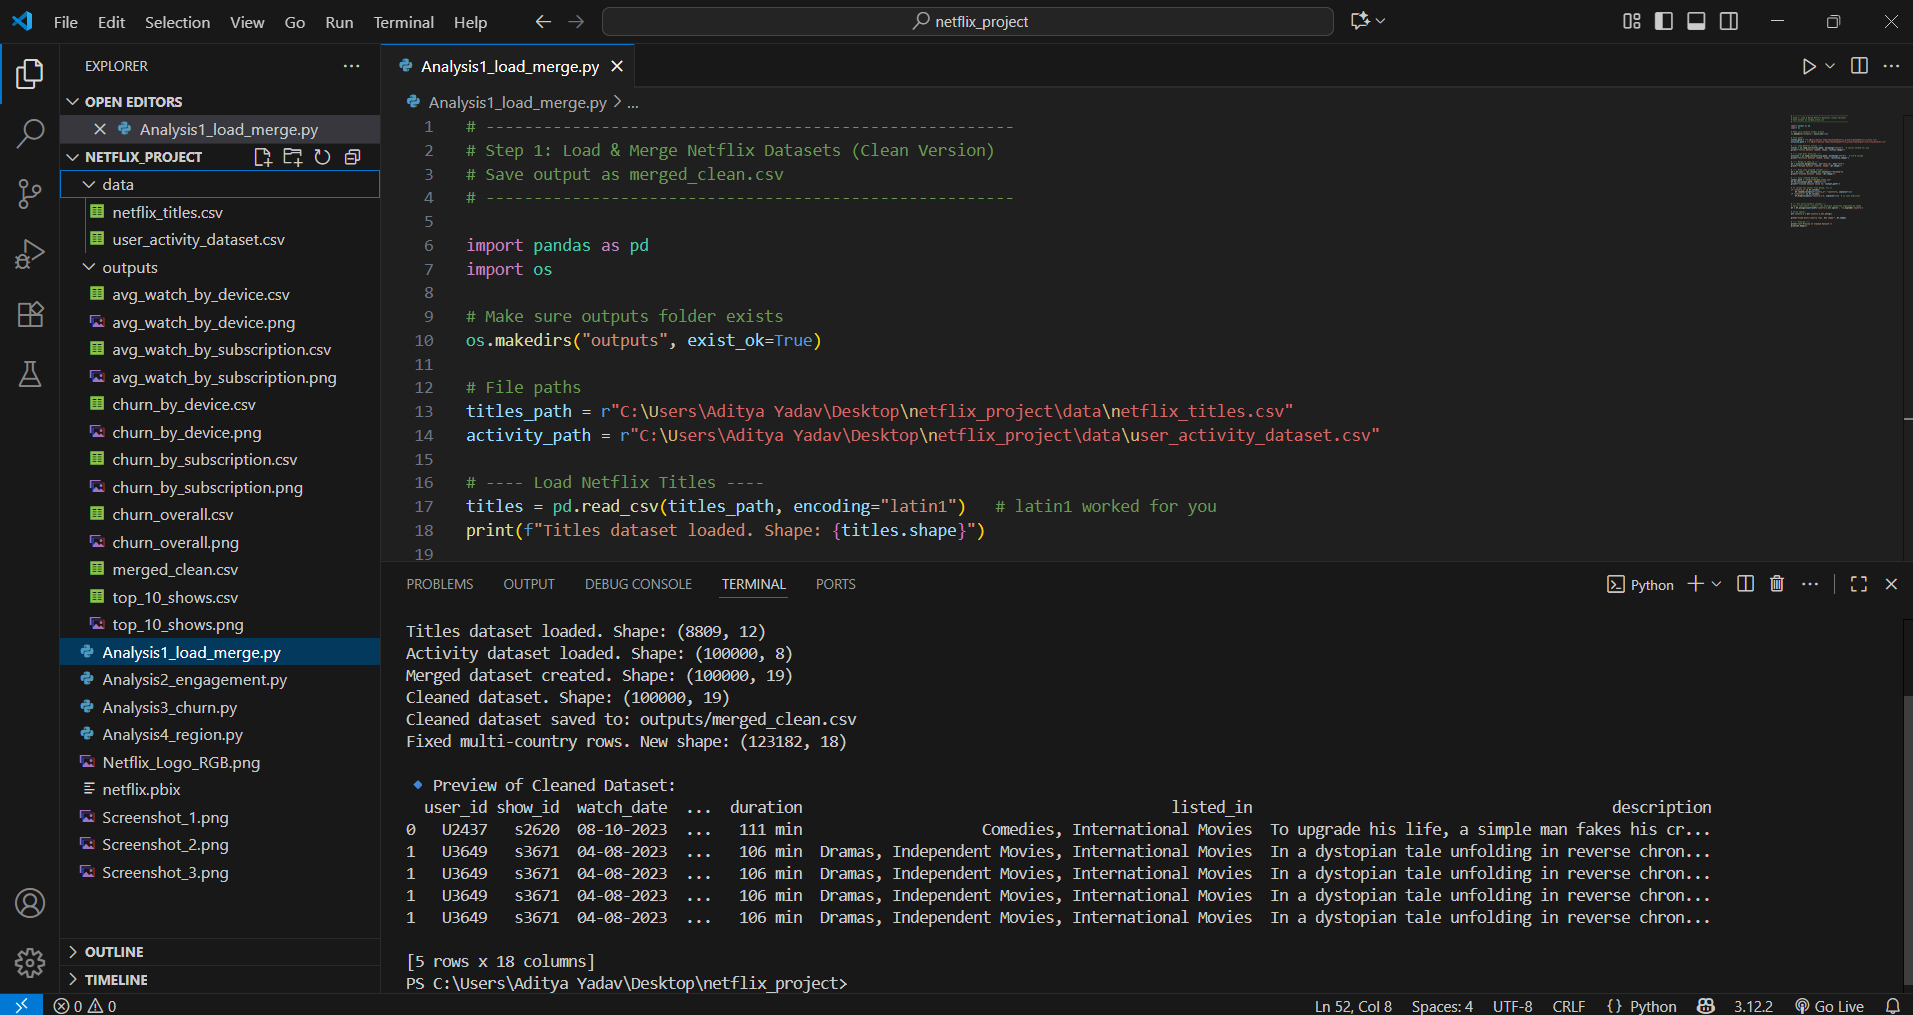 File Edit Selection View Go Run Terminal Help
netflix_project
EXPLORER
OPEN EDITORS
Analysis1_load_merge.py
NETFLIX_PROJECT
data
netflix_titles.csv
user_activity_dataset.csv
outputs
avg_watch_by_device.csv
avg_watch_by_device.png
avg_watch_by_subscription.csv
avg_watch_by_subscription.png
churn_by_device.csv
churn_by_device.png
churn_by_subscription.csv
churn_by_subscription.png
churn_overall.csv
churn_overall.png
merged_clean.csv
top_10_shows.csv
top_10_shows.png
Analysis1_load_merge.py
Analysis2_engagement.py
Analysis3_churn.py
Analysis4_region.py
Netflix_Logo_RGB.png
netflix.pbix
Screenshot_1.png
Screenshot_2.png
Screenshot_3.png
OUTLINE
TIMELINE
Analysis1_load_merge.py
Analysis1_load_merge.py > ...
1 # -------------------------------------------------------
2 # Step 1: Load & Merge Netflix Datasets (Clean Version)
3 # Save output as merged_clean.csv
4 # -------------------------------------------------------
5
6 import pandas as pd
7 import os
8
9 # Make sure outputs folder exists
10 os.makedirs("outputs", exist_ok=True)
11
12 # File paths
13 titles_path = r"C:\Users\Aditya Yadav\Desktop\netflix_project\data\netflix_titles.csv"
14 activity_path = r"C:\Users\Aditya Yadav\Desktop\netflix_project\data\user_activity_dataset.csv"
15
16 # ---- Load Netflix Titles ----
17 titles = pd.read_csv(titles_path, encoding="latin1")   # latin1 worked for you
18 print(f"Titles dataset loaded. Shape: {titles.shape}")
19
PROBLEMS OUTPUT DEBUG CONSOLE TERMINAL PORTS
Python
Titles dataset loaded. Shape: (8809, 12)
Activity dataset loaded. Shape: (100000, 8)
Merged dataset created. Shape: (100000, 19)
Cleaned dataset. Shape: (100000, 19)
Cleaned dataset saved to: outputs/merged_clean.csv
Fixed multi-country rows. New shape: (123182, 18)
🔹 Preview of Cleaned Dataset:
user_id show_id watch_date ... duration listed_in description
0 U2437 s2620 08-10-2023 ... 111 min Comedies, International Movies To upgrade his life, a simple man fakes his cr...
1 U3649 s3671 04-08-2023 ... 106 min Dramas, Independent Movies, International Movies In a dystopian tale unfolding in reverse chron...
1 U3649 s3671 04-08-2023 ... 106 min Dramas, Independent Movies, International Movies In a dystopian tale unfolding in reverse chron...
1 U3649 s3671 04-08-2023 ... 106 min Dramas, Independent Movies, International Movies In a dystopian tale unfolding in reverse chron...
1 U3649 s3671 04-08-2023 ... 106 min Dramas, Independent Movies, International Movies In a dystopian tale unfolding in reverse chron...
[5 rows x 18 columns]
PS C:\Users\Aditya Yadav\Desktop\netflix_project>
0 0 Ln 52, Col 8 Spaces: 4 UTF-8 CRLF {} Python 3.12.2 Go Live